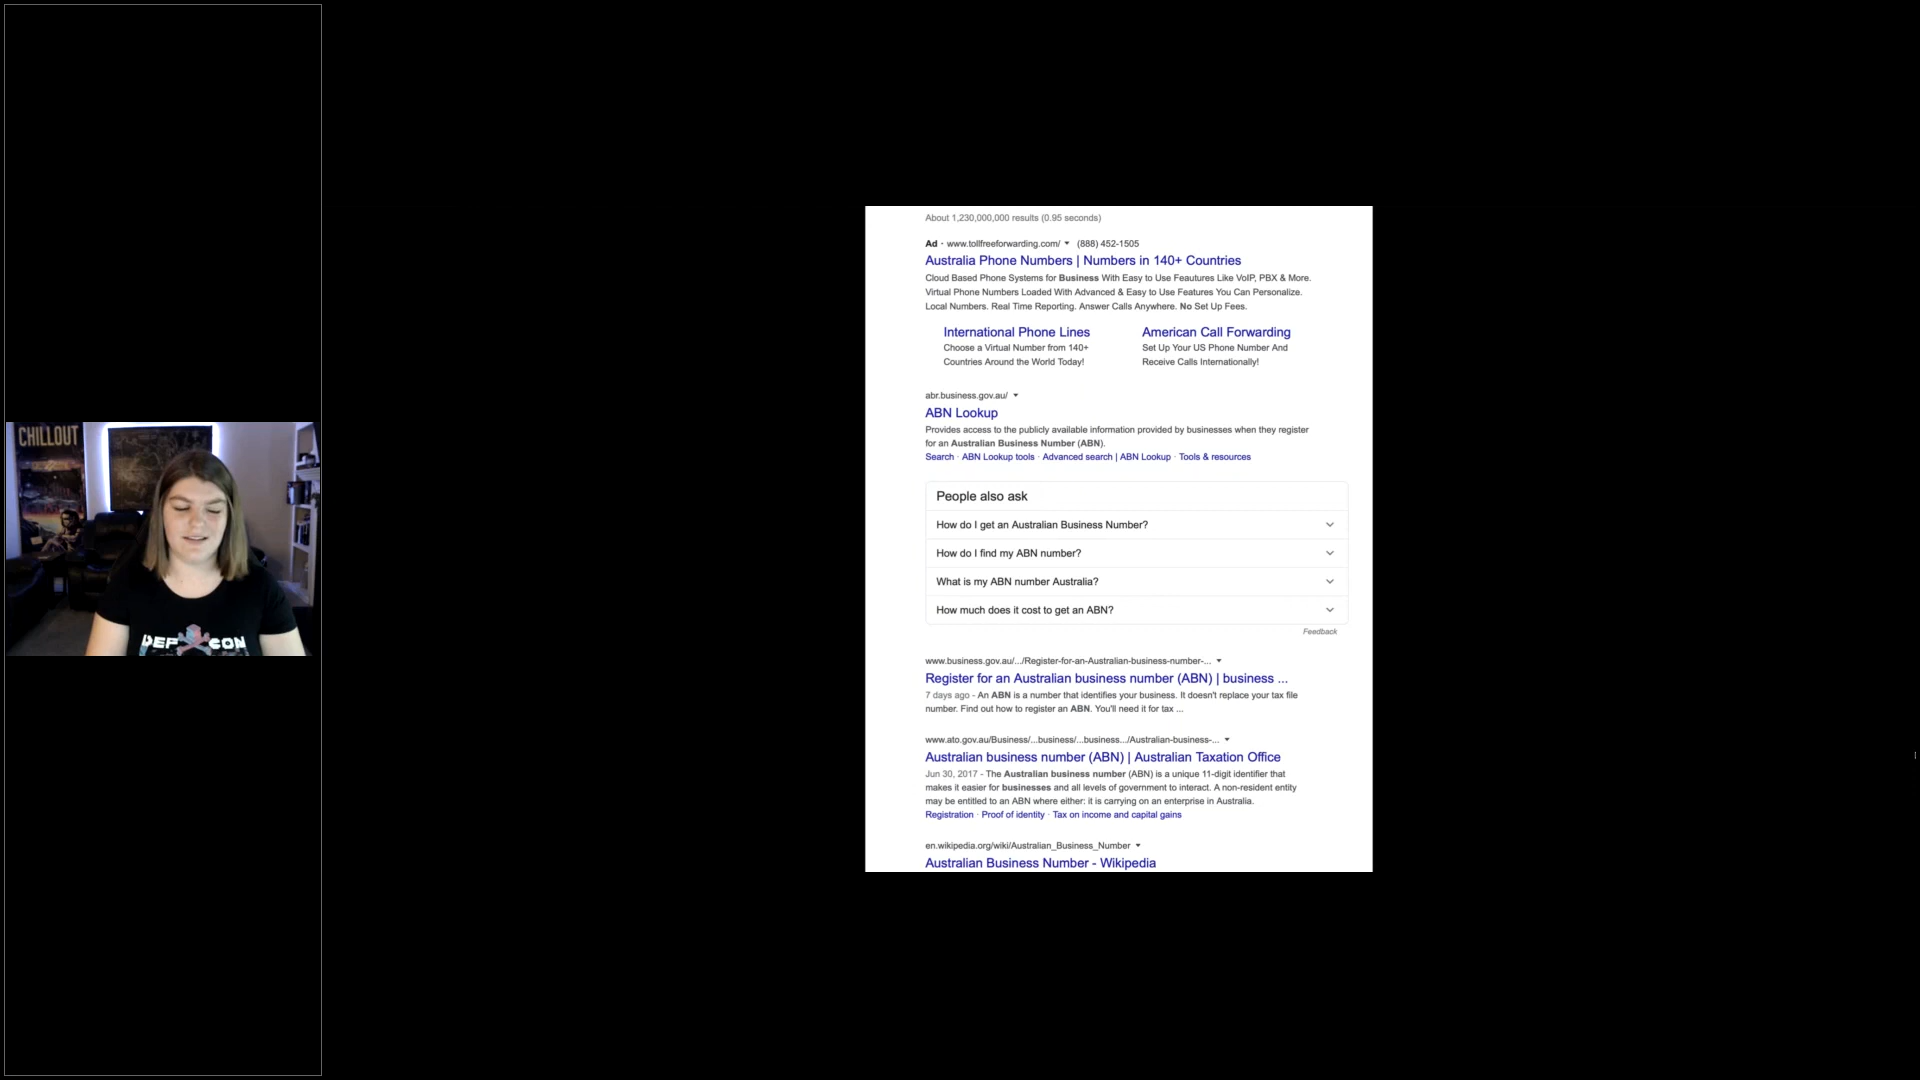 CHILLOUT
DEF CON
About 1,230,000,000 results (0.95 seconds)
Ad · www.tollfreeforwarding.com/ (888) 452-1505
Australia Phone Numbers | Numbers in 140+ Countries
Cloud Based Phone Systems for Business With Easy to Use Feautures Like VoIP, PBX & More.
Virtual Phone Numbers Loaded With Advanced & Easy to Use Features You Can Personalize.
Local Numbers. Real Time Reporting. Answer Calls Anywhere. No Set Up Fees.
International Phone Lines
Choose a Virtual Number from 140+
Countries Around the World Today!
American Call Forwarding
Set Up Your US Phone Number And
Receive Calls Internationally!
abr.business.gov.au/
ABN Lookup
Provides access to the publicly available information provided by businesses when they register
for an Australian Business Number (ABN).
Search · ABN Lookup tools · Advanced search | ABN Lookup · Tools & resources
People also ask
How do I get an Australian Business Number?
How do I find my ABN number?
What is my ABN number Australia?
How much does it cost to get an ABN?
Feedback
www.business.gov.au/.../Register-for-an-Australian-business-number-...
Register for an Australian business number (ABN) | business ...
7 days ago - An ABN is a number that identifies your business. It doesn't replace your tax file
number. Find out how to register an ABN. You'll need it for tax ...
www.ato.gov.au/Business/...business/...business.../Australian-business-...
Australian business number (ABN) | Australian Taxation Office
Jun 30, 2017 - The Australian business number (ABN) is a unique 11-digit identifier that
makes it easier for businesses and all levels of government to interact. A non-resident entity
may be entitled to an ABN where either: it is carrying on an enterprise in Australia.
Registration · Proof of identity · Tax on income and capital gains
en.wikipedia.org/wiki/Australian_Business_Number
Australian Business Number - Wikipedia